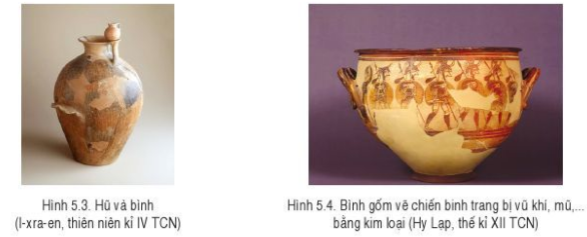 Hình 5.3. Hũ và bình
(I-xra-en, thiên niên kỉ IV TCN)
Hình 5.4. Bình gốm vẽ chiến binh trang bị vũ khí, mũ,...
bằng kim loại (Hy Lạp, thế kỉ XII TCN)